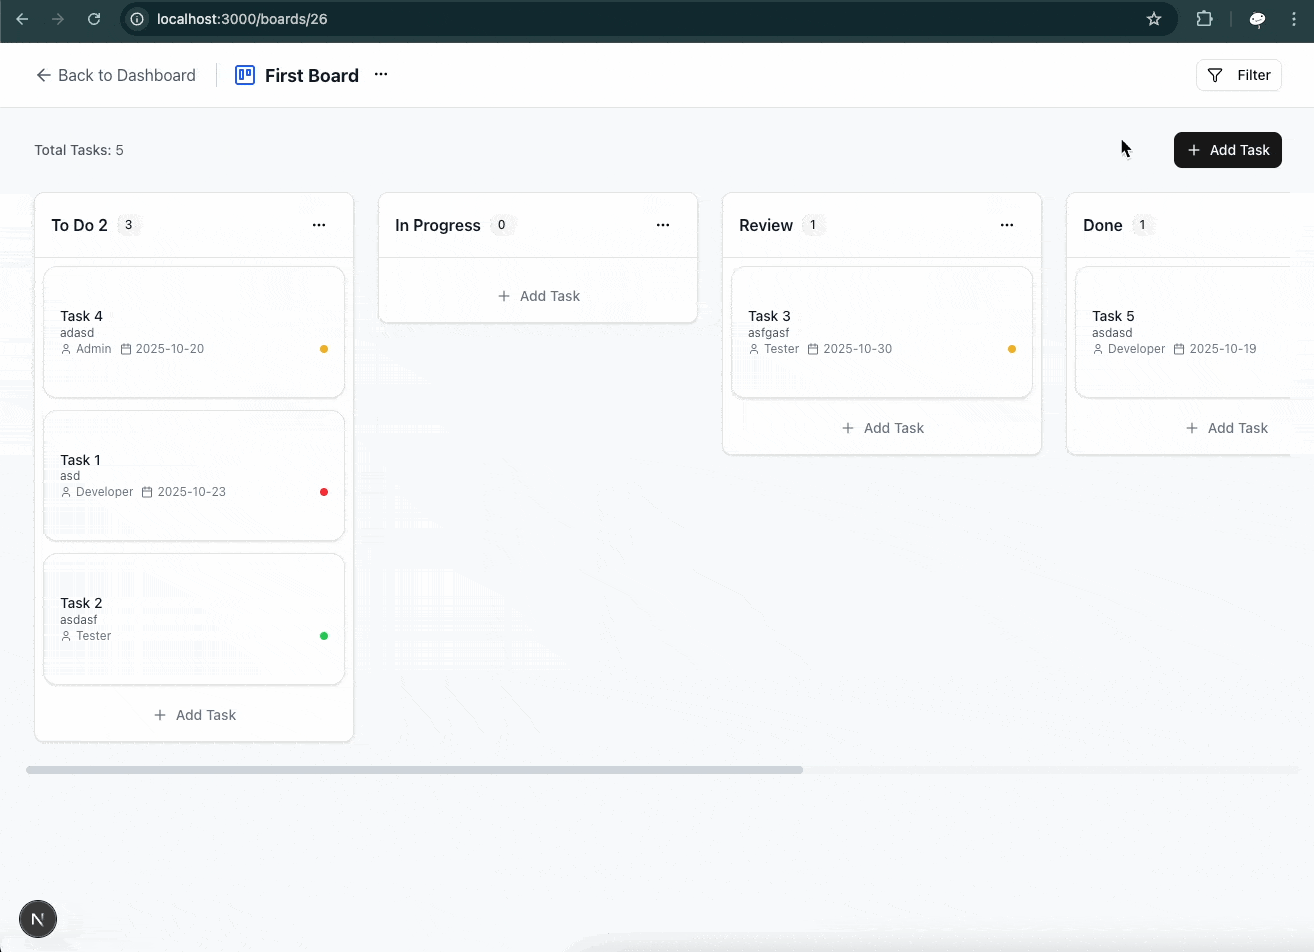 localhost:3000/boards/26
Back to Dashboard
First Board
Filter
Total Tasks: 5
Add Task
To Do 2 3
Task 4
adasd
Admin 2025-10-20
Task 1
asd
Developer 2025-10-23
Task 2
asdasf
Tester
Add Task
In Progress 0
Add Task
Review 1
Task 3
asfgasf
Tester 2025-10-30
Add Task
Done 1
Task 5
asdasd
Developer 2025-10-19
Add Task
N